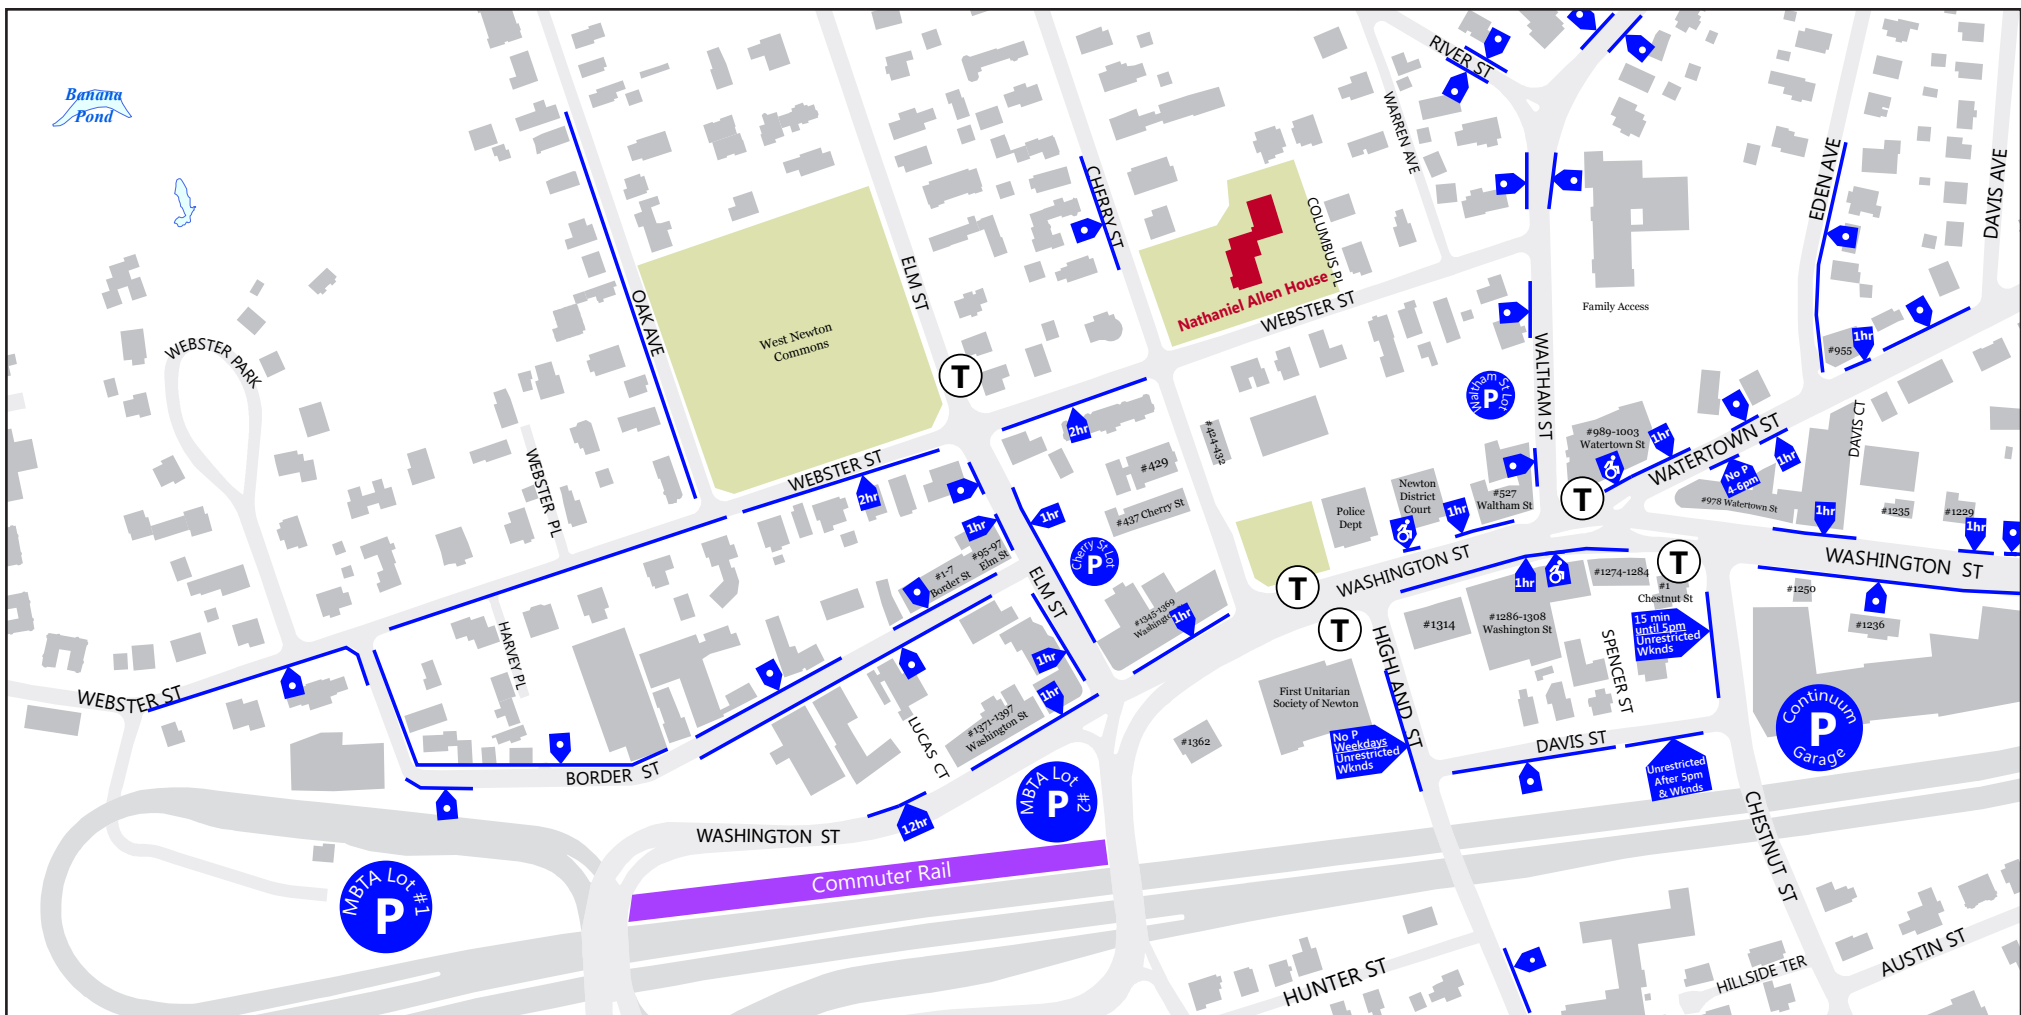 Banana
Pond
RIVER ST
WARREN AVE
CHERRY ST
COLUMBUS PL
EDEN AVE
DAVIS AVE
ELM ST
OAK AVE
West Newton
Commons
Nathaniel Allen House
WEBSTER ST
Family Access
WALTHAM ST
#955
1hr
WEBSTER PARK
T
Waltham St Lot
P
2hr
#424-432
#429
#437 Cherry St
#989-1003
Watertown St
1hr
WATERTOWN ST
DAVIS CT
1hr
No P
4-6pm
#978 Watertown St
WEBSTER ST
2hr
WEBSTER PL
Newton
District
Court
Police
Dept
1hr
#527
Waltham St
T
1hr
#1235
#1229
1hr
1hr
1hr
#95-97
Elm St
#1-7
Border St
Cherry St Lot
P
ELM ST
WASHINGTON ST
WASHINGTON ST
T
T
T
1hr
#1274-1284
#1
Chestnut St
#1250
#1236
#1345-1369
Washington St
1hr
#1314
#1286-1308
Washington St
15 min
until 5pm
Unrestricted
Wknds
SPENCER ST
HIGHLAND ST
HARVEY PL
WEBSTER ST
1hr
1hr
#1371-1397
Washington St
LUCAS CT
First Unitarian
Society of Newton
#1362
No P
Weekdays
Unrestricted
Wknds
DAVIS ST
Unrestricted
After 5pm
& Wknds
Continuum
P
Garage
BORDER ST
MBTA Lot #2
P
12hr
WASHINGTON ST
Commuter Rail
MBTA Lot #1
P
CHESTNUT ST
HUNTER ST
HILLSIDE TER
AUSTIN ST